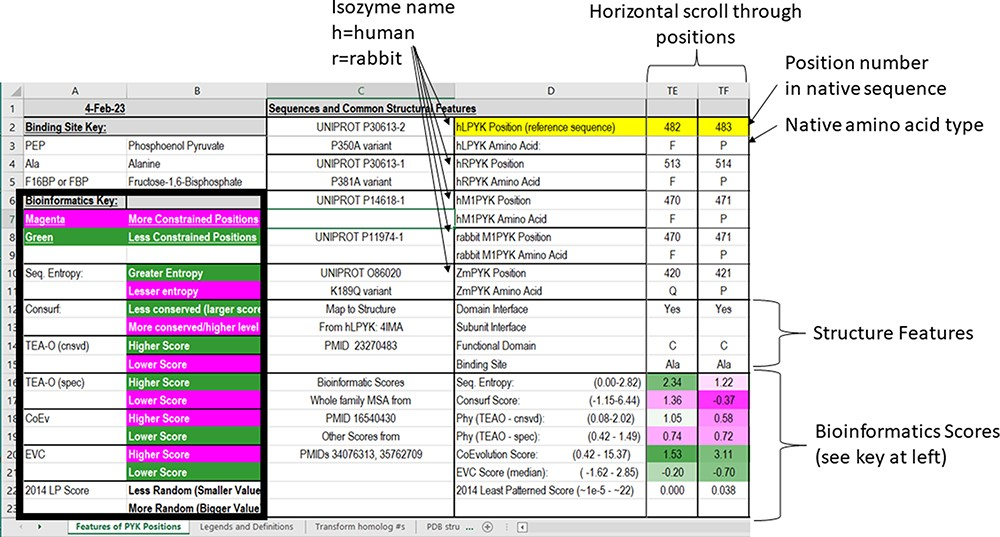 Isozyme name
h=human
r=rabbit
Horizontal scroll through
positions
Position number
in native sequence
Native amino acid type
A B C D TE TF
1 4-Feb-23 Sequences and Common Structural Features
2 Binding Site Key: UNIPROT P30613-2 hLPYK Position (reference sequence) 482 483
3 PEP Phosphoenol Pyruvate P350A variant hLPYK Amino Acid: F P
4 Ala Alanine UNIPROT P30613-1 hRPYK Position 513 514
5 F16BP or FBP Fructose-1,6-Bisphosphate P381A variant hRPYK Amino Acid F P
6 Bioinformatics Key: UNIPROT P14618-1 hM1PYK Position 470 471
7 Magenta More Constrained Positions hM1PYK Amino Acid F P
8 Green Less Constrained Positions UNIPROT P11974-1 rabbit M1PYK Position 470 471
9 rabbit M1PYK Amino Acid F P
10 Seq. Entropy: Greater Entropy UNIPROT O86020 ZmPYK Position 420 421
11 Lesser entropy K189Q variant ZmPYK Amino Acid Q P
12 Consurf: Less conserved (larger score Map to Structure Domain Interface Yes Yes
13 More conserved/higher level From hLPYK: 4IMA Subunit Interface
14 TEA-O (cnsvd) Higher Score PMID 23270483 Functional Domain C C
15 Lower Score Binding Site Ala Ala
16 TEA-O (spec) Higher Score Bioinformatic Scores Seq. Entropy: (0.00-2.82) 2.34 1.22
17 Lower Score Whole family MSA from Consurf Score: (-1.15-6.44) 1.36 -0.37
18 CoEv Higher Score PMID 16540430 Phy (TEAO - cnsvd): (0.08-2.02) 1.05 0.58
19 Lower Score Other Scores from Phy (TEAO - spec): (0.42 - 1.49) 0.74 0.72
20 EVC Higher Score PMIDs 34076313, 35762709 CoEvolution Score: (0.42 - 15.37) 1.53 3.11
21 Lower Score EVC Score (median): ( -1.62 - 2.85) -0.20 -0.70
22 2014 LP Score Less Random (Smaller Value 2014 Least Patterned Score (~1e-5 - ~22) 0.000 0.038
23 More Random (Bigger Value
Structure Features
Bioinformatics Scores
(see key at left)
Features of PYK Positions Legends and Definitions Transform homolog #s PDB stru ...